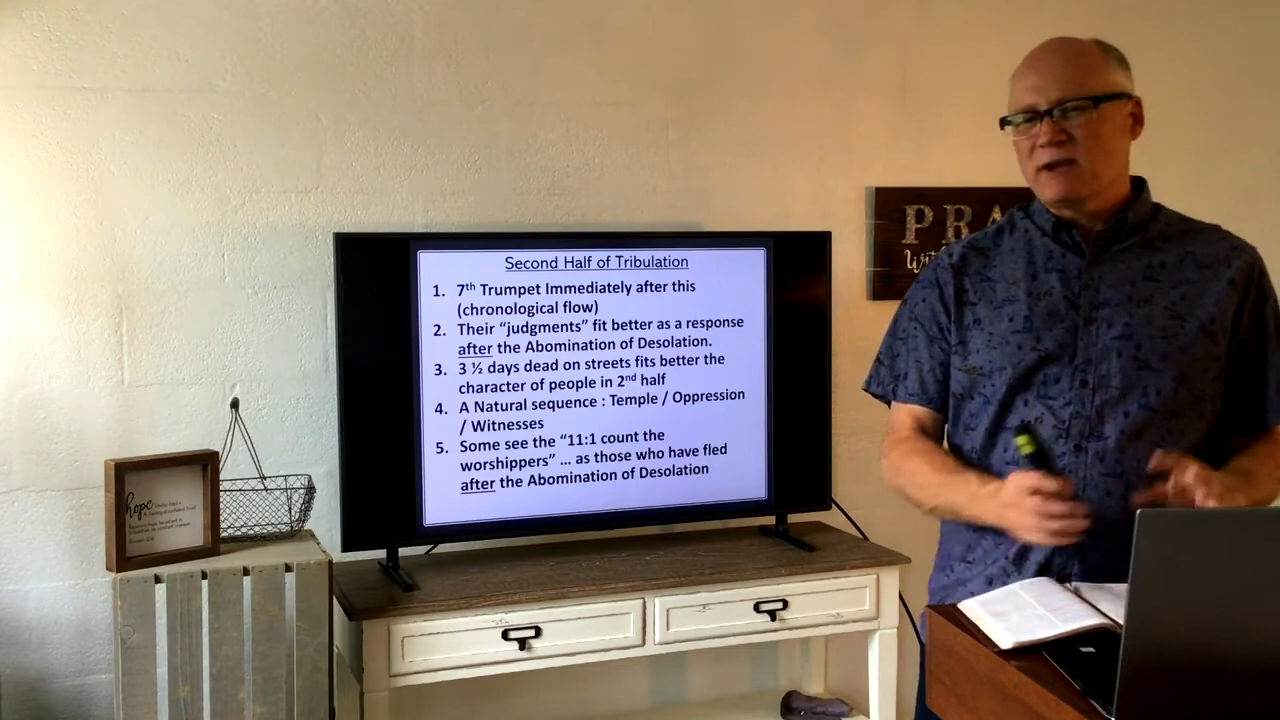 Second Half of Tribulation
1. 7th Trumpet Immediately after this
(chronological flow)
2. Their “judgments” fit better as a response
after the Abomination of Desolation.
3. 3 ½ days dead on streets fits better the
character of people in 2nd half
4. A Natural sequence : Temple / Oppression
/ Witnesses
5. Some see the “11:1 count the
worshippers” ... as those who have fled
after the Abomination of Desolation
PRA
hope